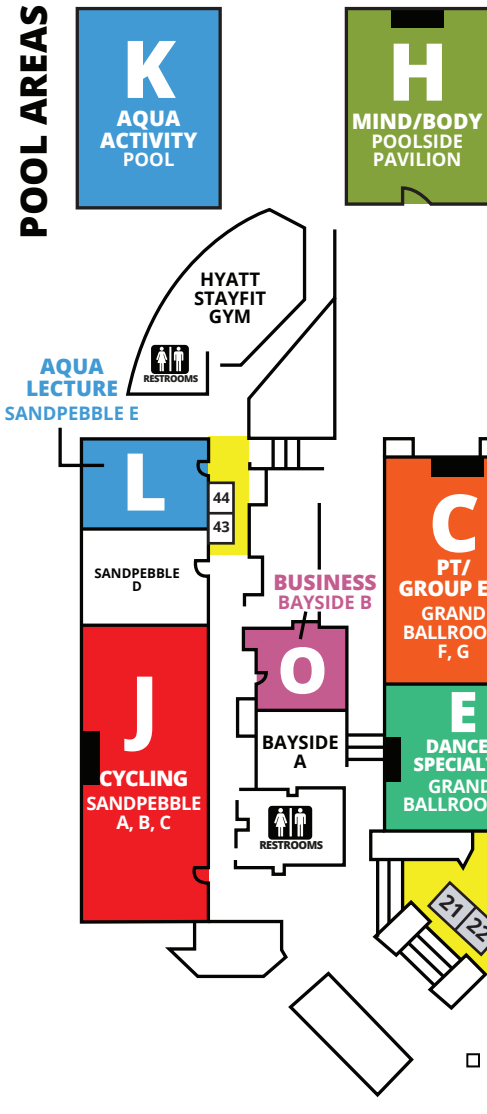 POOL AREAS
K
AQUA
ACTIVITY
POOL
H
MIND/BODY
POOLSIDE
PAVILION
HYATT
STAYFIT
GYM
RESTROOMS
AQUA
LECTURE
SANDPEBBLE E
L
44
43
SANDPEBBLE
D
BUSINESS
BAYSIDE B
O
BAYSIDE
A
RESTROOMS
J
CYCLING
SANDPEBBLE
A, B, C
C
PT/
GROUP E
GRAND
BALLROO
F, G
E
DANCE
SPECIAL
GRAND
BALLROO
21
22